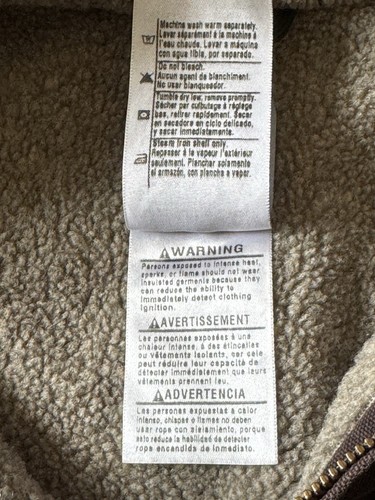 Machine wash warm separately.
Laver séparément à la machine à
l'eau chaude. Lavar a máquina
con agua tibia, por separado.
Do not bleach.
Aucun agent de blanchiment.
No usar blanqueador.
Tumble dry low, remove promptly.
Sécher par culbutage à réglage
bas, retirer rapidement. Secar
en secadora en ciclo delicado,
y sacar immediatamente.
Steam iron shell only.
Repasser à la vapeur l'extérieur
seulement. Planchar solamente
el armazón, con plancha a vapor.
WARNING
Persons exposed to intense heat,
sparks, or flame should not wear
insulated garments because they
can reduce the ability to
immediately detect clothing
ignition.
AVERTISSEMENT
Les personnes exposées à une
chaleur intense, à des étincelles
ou vêtements isolants, car cela
peut réduire leur capacité de
détecter immédiatement que leurs
vêtements prennent feu.
ADVERTENCIA
Las personas expuestas a calor
intenso, chispas o flamas no deben
usar ropa con aislamiento, porque
esto reduce la habilidad de detectar
ropa encendida de inmediato.